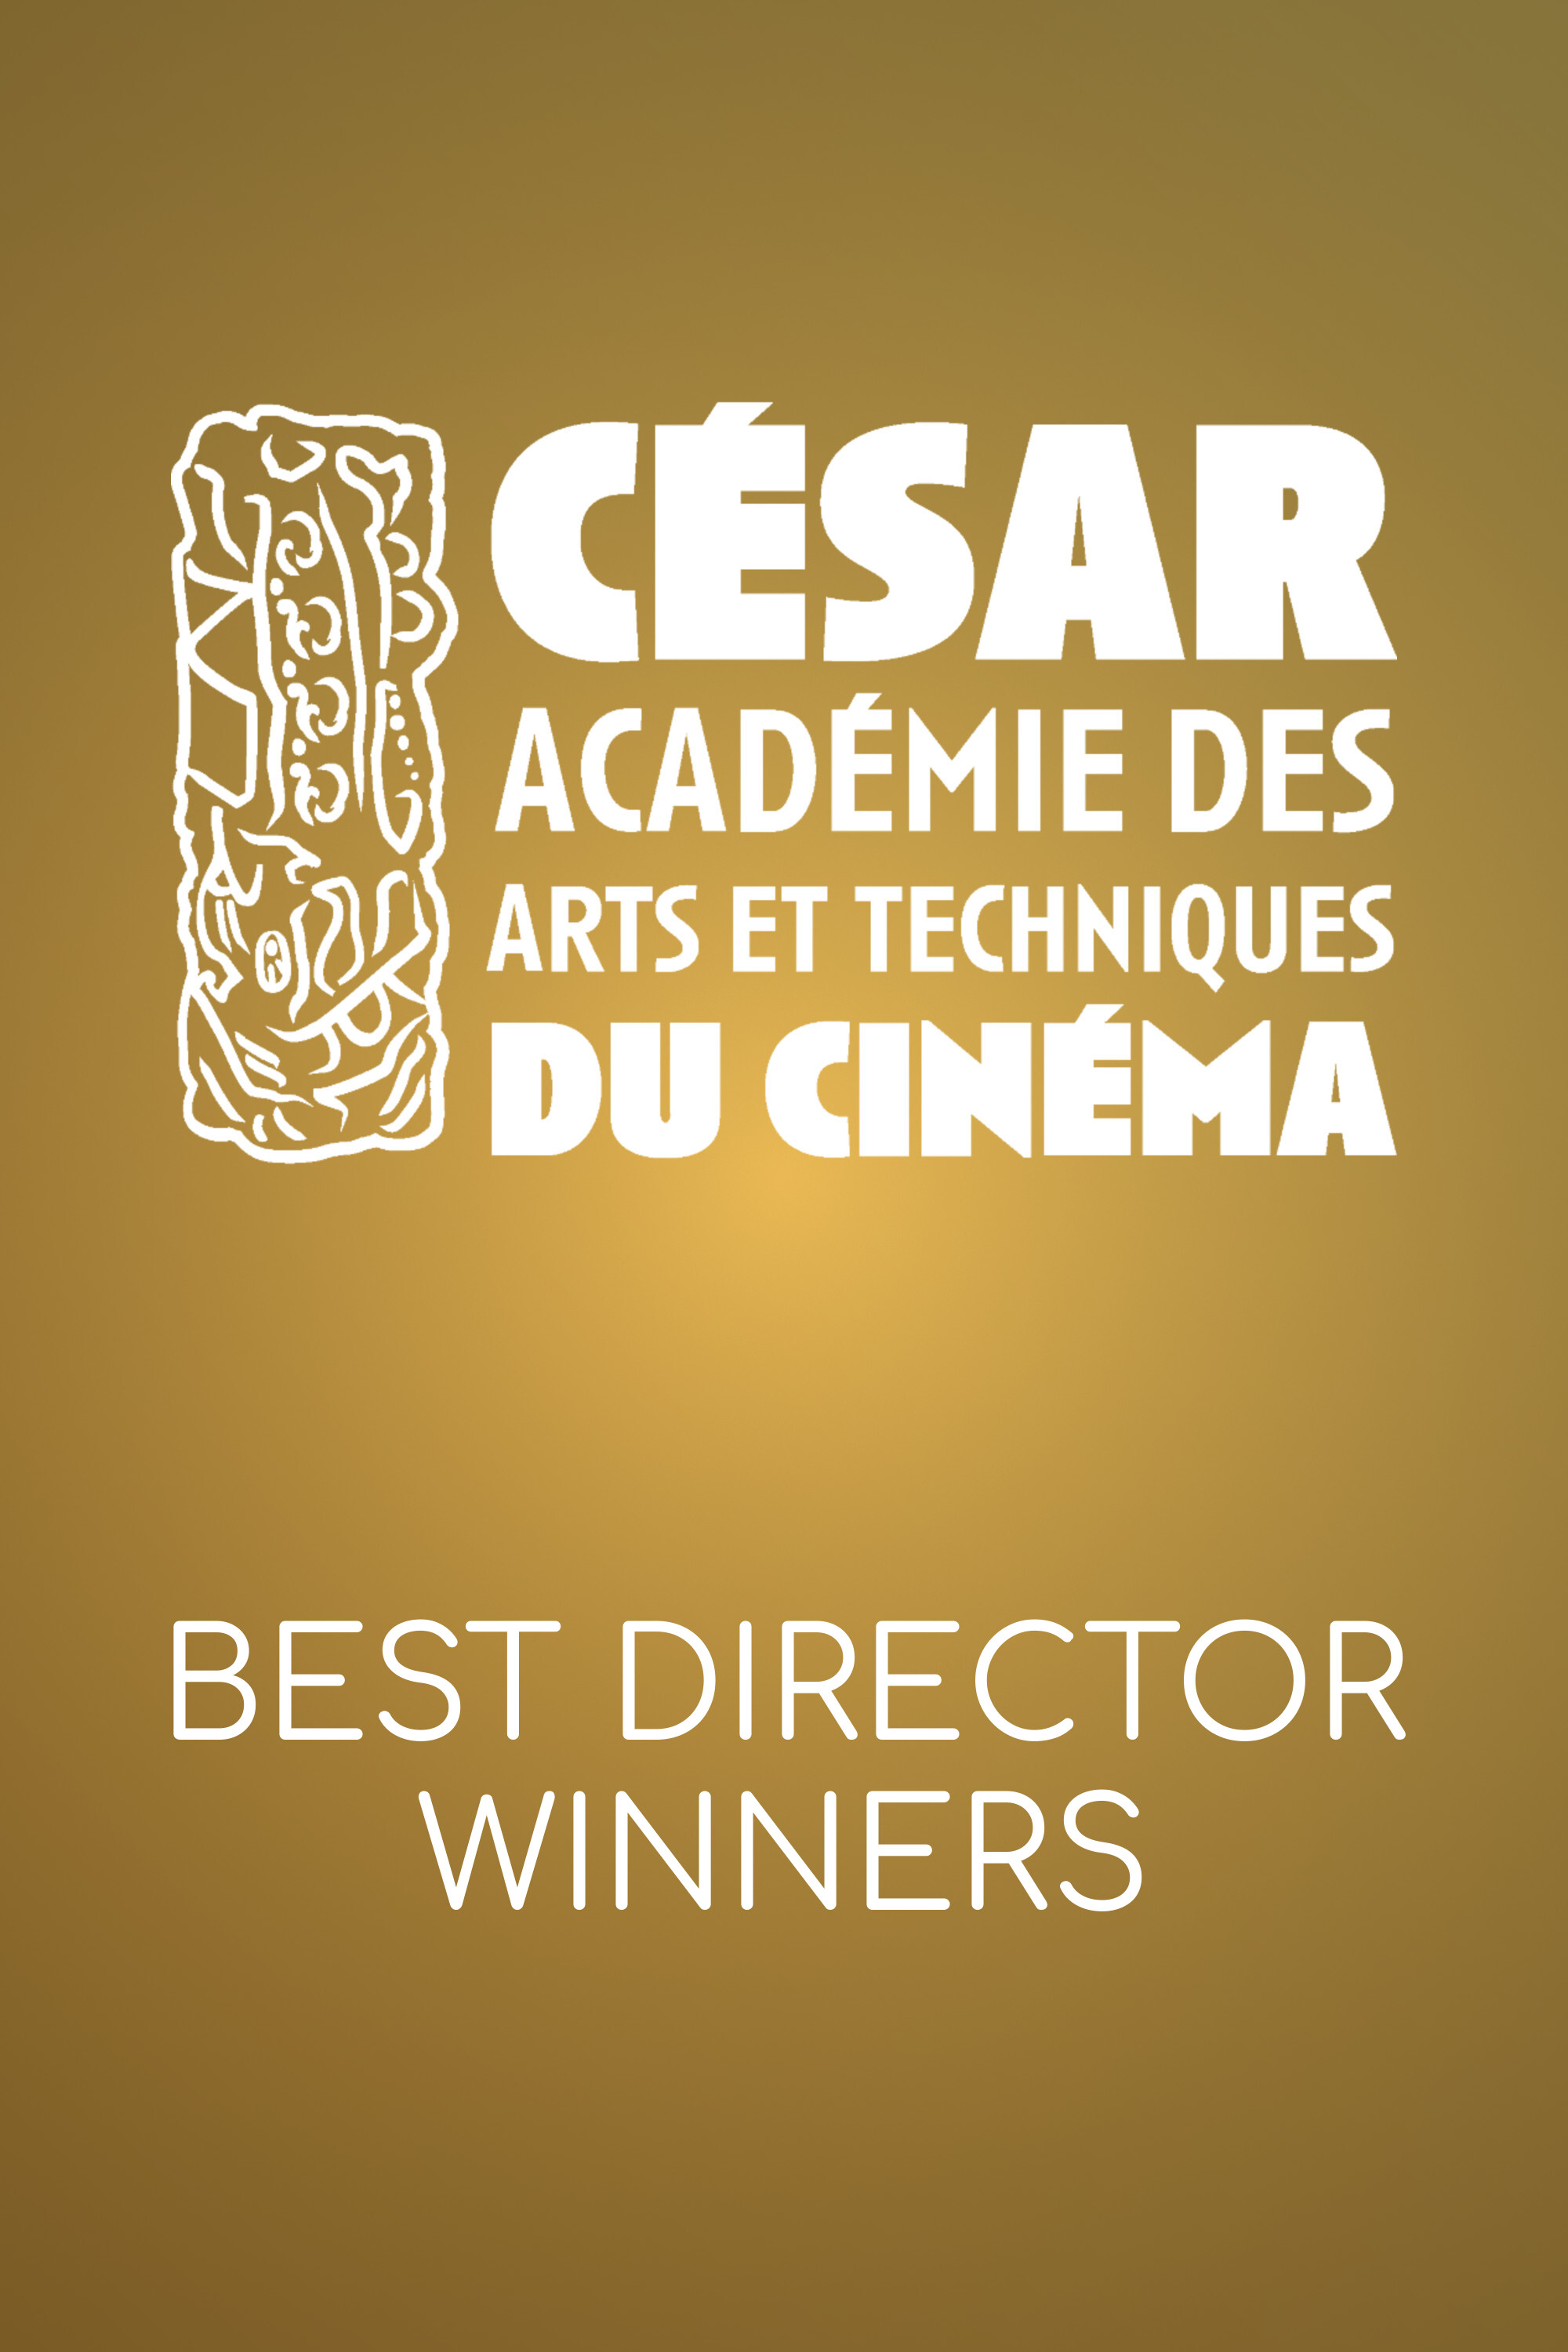 CÉSAR
ACADÉMIE DES
ARTS ET TECHNIQUES
DU CINÉMA
BEST DIRECTOR
WINNERS